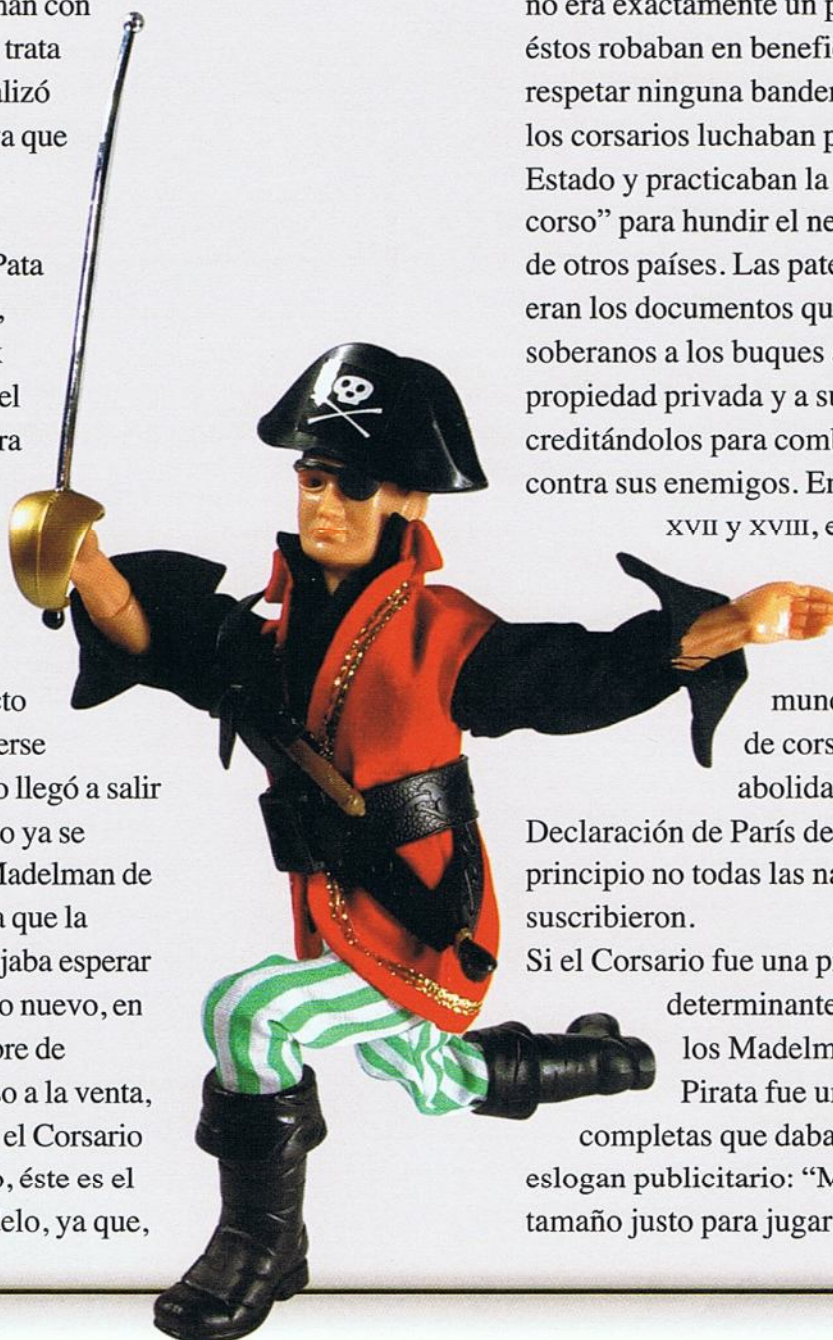 man con
trata
lizó
a que
Pata
,
el
ra
to
erse
o llegó a salir
o ya se
Madelman de
a que la
jaba esperar
o nuevo, en
bre de
o a la venta,
el Corsario
o, éste es el
elo, ya que,
no era exactamente un p
éstos robaban en benefi
respetar ninguna bander
los corsarios luchaban p
Estado y practicaban la
corso” para hundir el ne
de otros países. Las pate
eran los documentos qu
soberanos a los buques
propiedad privada y a su
creditándolos para comb
contra sus enemigos. En
XVII y XVIII, e
mund
de cors
abolida
Declaración de París de
principio no todas las na
suscribieron.
Si el Corsario fue una p
determinante
los Madelm
Pirata fue u
completas que daba
eslogan publicitario: “M
tamaño justo para jugar